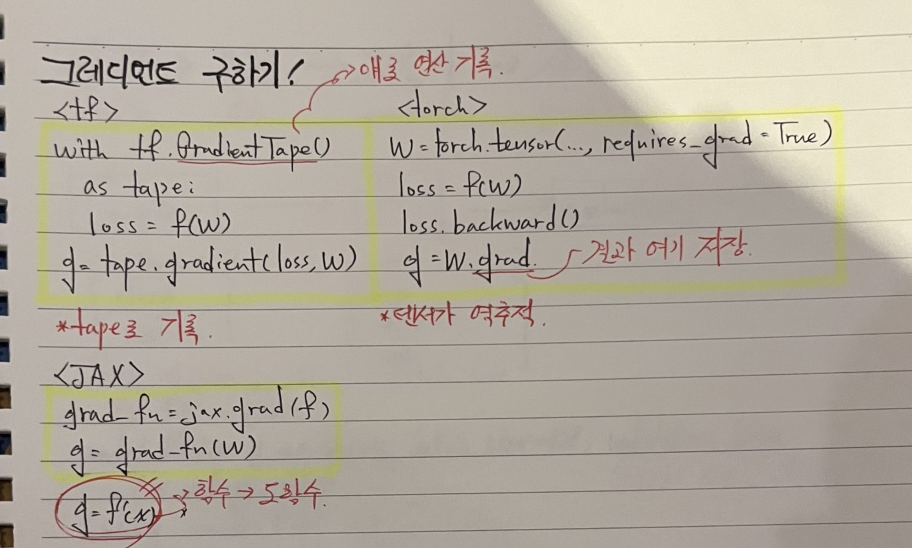 그레디언트 구하기!
→ 얘로 연산 기록.
<tf>
with tf.GradientTape()
as tape:
loss = f(W)
g = tape.gradient(loss, W)
*tape로 기록.
<torch>
W = torch.tensor(..., requires_grad = True)
loss = f(W)
loss.backward()
g = W.grad.
결과 여기 저장.
*텐서가 역추적.
<JAX>
grad_fn = jax.grad(f)
g = grad_fn(W)
g = f'(x)
→ 함수 → 도함수.